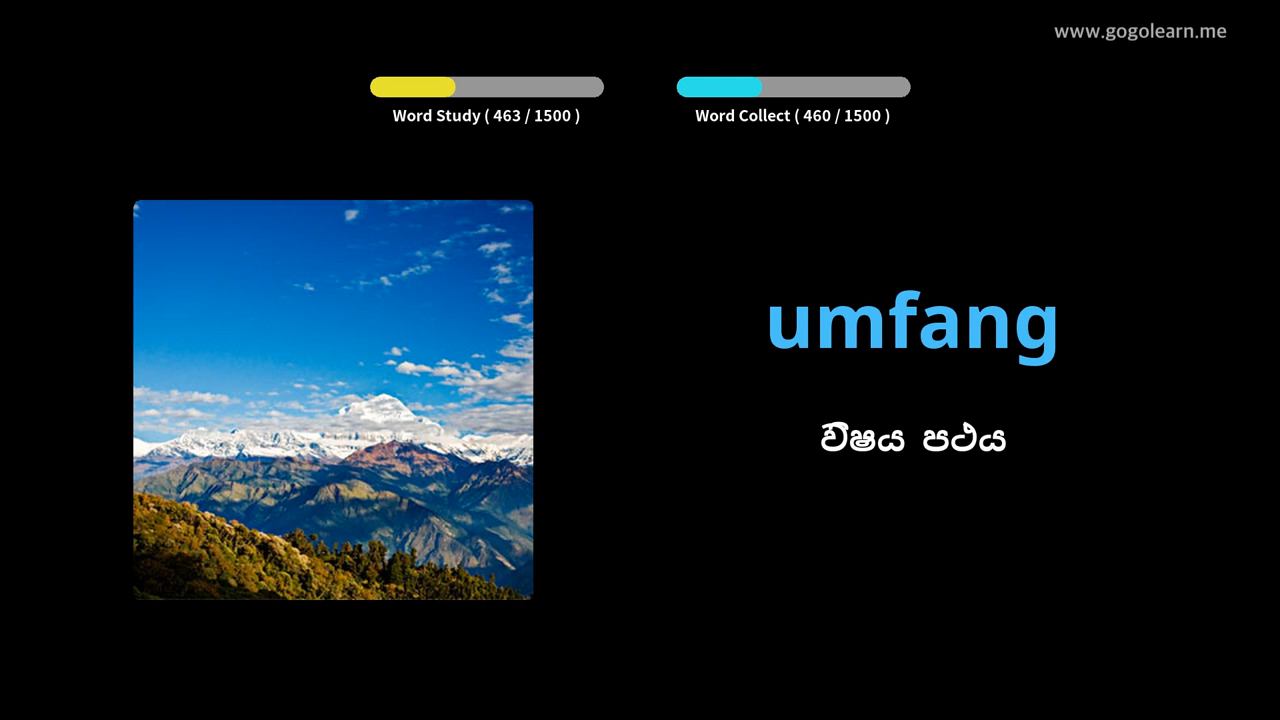 www.gogolearn.me
Word Study ( 463 / 1500 )
Word Collect ( 460 / 1500 )
umfang
විෂය පථය